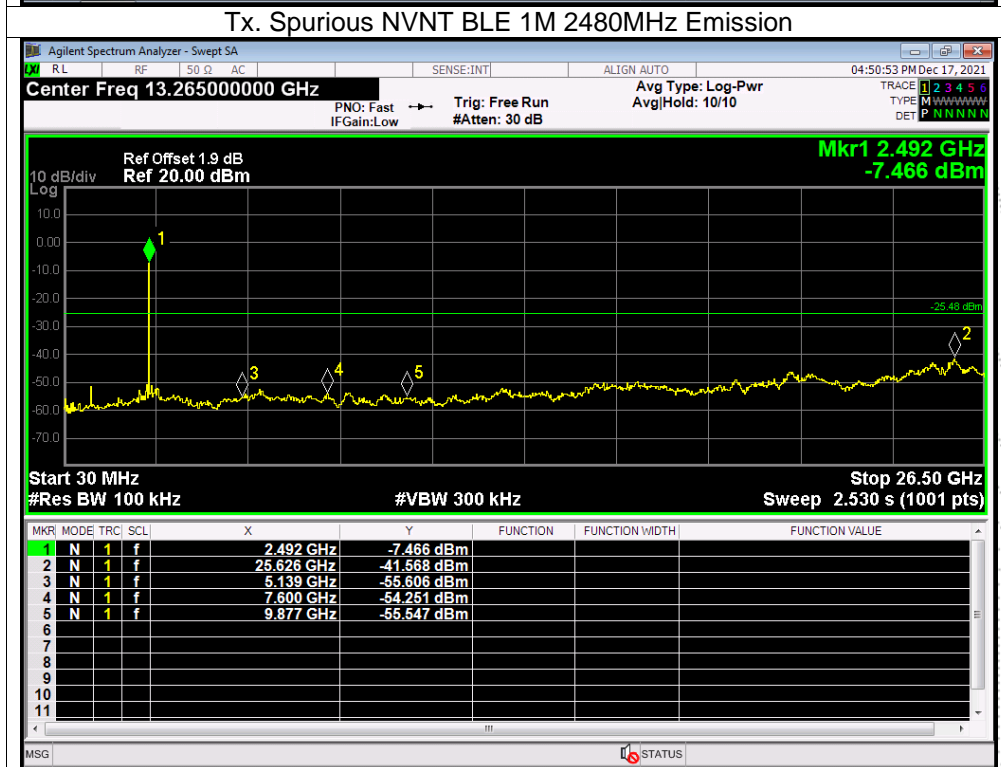 Tx. Spurious NVNT BLE 1M 2480MHz Emission
Agilent Spectrum Analyzer - Swept SA
LXI RL RF 50 Ω AC SENSE:INT ALIGN AUTO 04:50:53 PM Dec 17, 2021
Center Freq 13.265000000 GHz
PNO: Fast
IFGain:Low
Trig: Free Run
#Atten: 30 dB
Avg Type: Log-Pwr
Avg|Hold: 10/10
TRACE 1 2 3 4 5 6
TYPE M W W W W W
DET P N N N N N
Mkr1 2.492 GHz
-7.466 dBm
Ref Offset 1.9 dB
10 dB/div Ref 20.00 dBm
Log
10.0
0.00
-10.0
-20.0
-30.0
-40.0
-50.0
-60.0
-70.0
1
-25.48 dBm
2
3
4
5
Start 30 MHz Stop 26.50 GHz
#Res BW 100 kHz #VBW 300 kHz Sweep 2.530 s (1001 pts)
MKR MODE TRC SCL X Y FUNCTION FUNCTION WIDTH FUNCTION VALUE
1 N 1 f 2.492 GHz -7.466 dBm
2 N 1 f 25.626 GHz -41.568 dBm
3 N 1 f 5.139 GHz -55.606 dBm
4 N 1 f 7.600 GHz -54.251 dBm
5 N 1 f 9.877 GHz -55.547 dBm
6
7
8
9
10
11
MSG STATUS